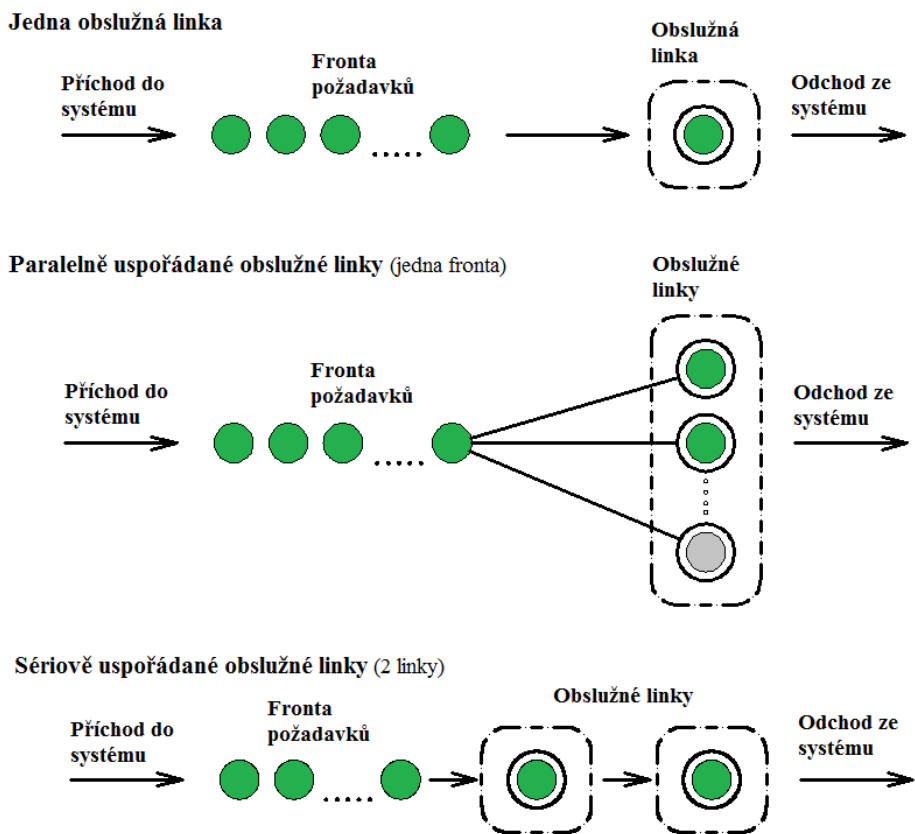 Jedna obslužná linka
Příchod do
systému
Fronta
požadavků
.....
Obslužná
linka
Odchod ze
systému
Paralelně uspořádané obslužné linky (jedna fronta)
Příchod do
systému
Fronta
požadavků
.....
Obslužné
linky
Odchod ze
systému
Sériově uspořádané obslužné linky (2 linky)
Příchod do
systému
Fronta
požadavků
.....
Obslužné linky
Odchod ze
systému